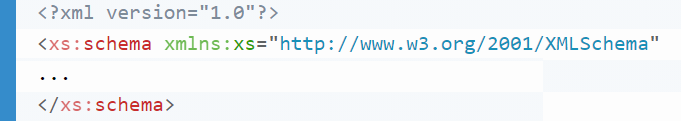 <?xml version="1.0"?>
<xs:schema xmlns:xs="http://www.w3.org/2001/XMLSchema"
...
</xs:schema>